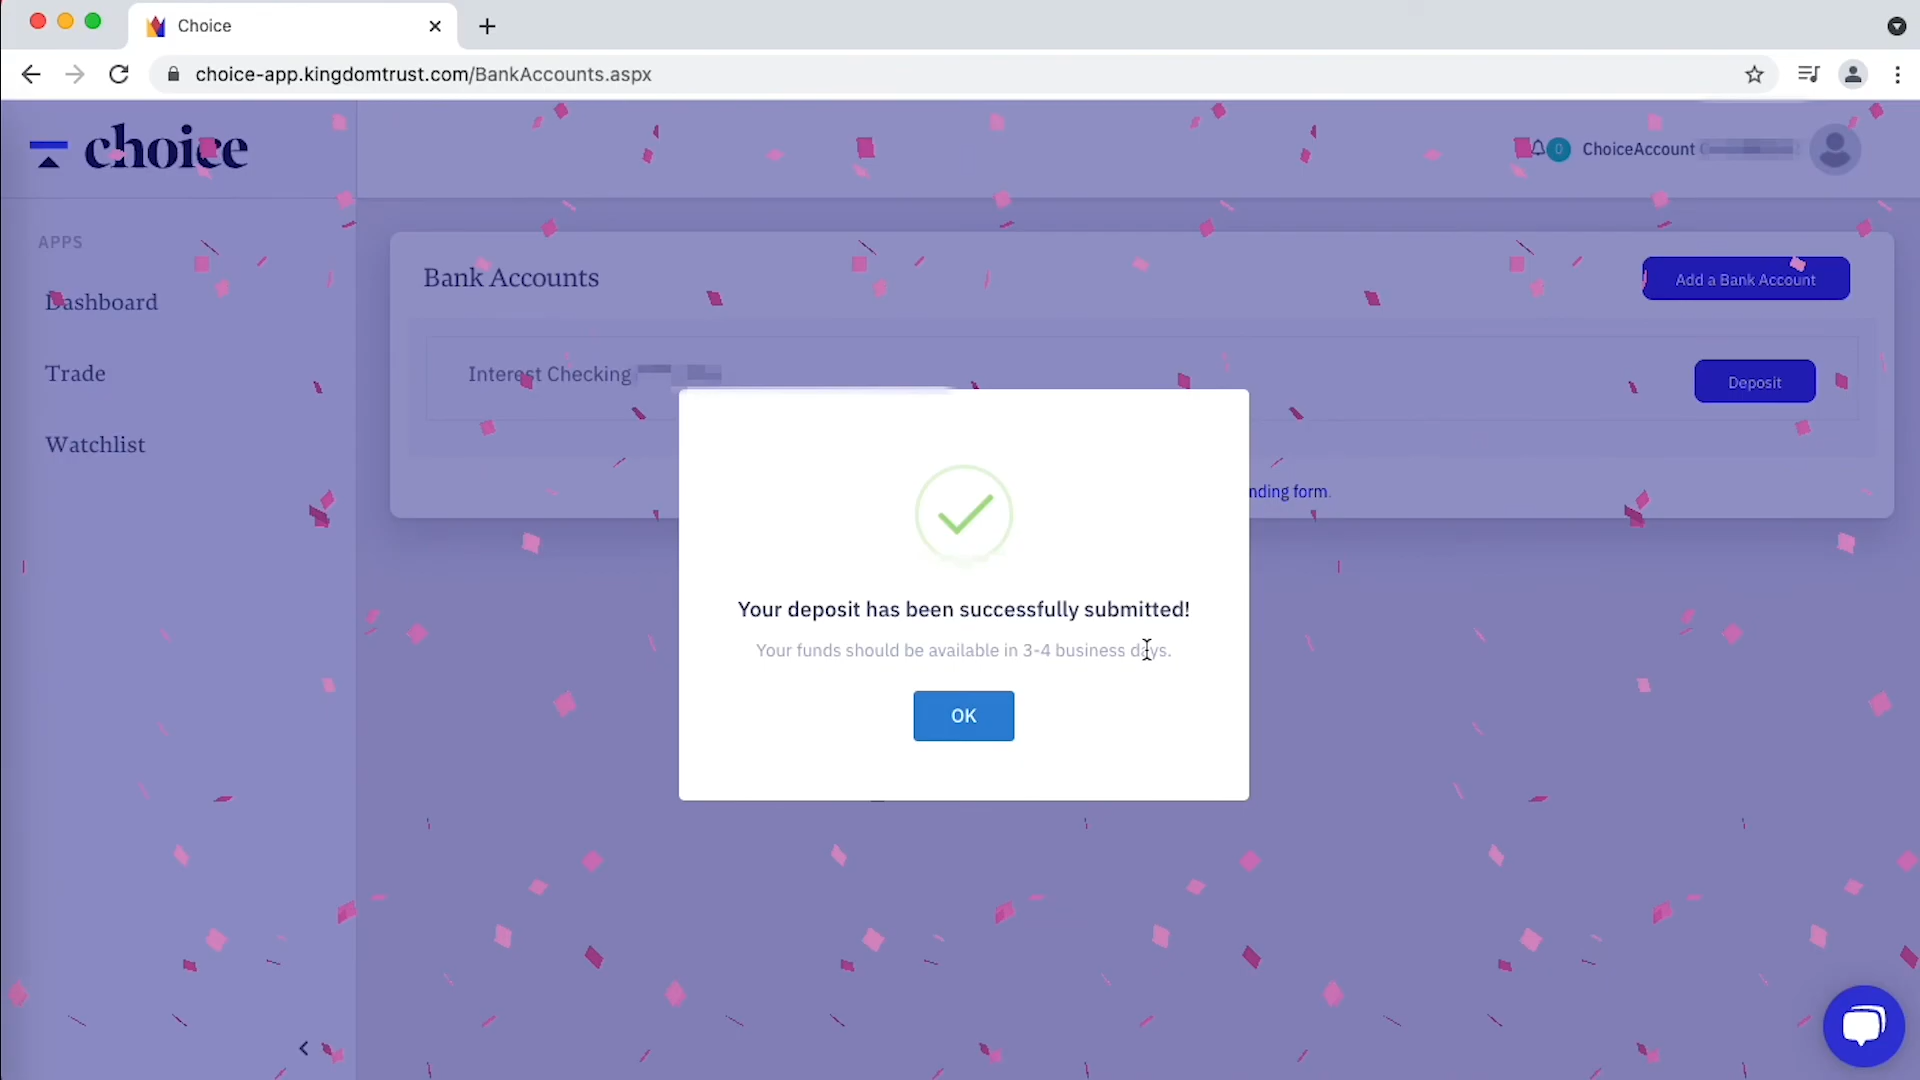 Choice
choice-app.kingdomtrust.com/BankAccounts.aspx
choice
0
ChoiceAccount
APPS
Dashboard
Trade
Watchlist
Bank Accounts
Add a Bank Account
Interest Checking
Deposit
nding form.
Your deposit has been successfully submitted!
Your funds should be available in 3-4 business days.
OK